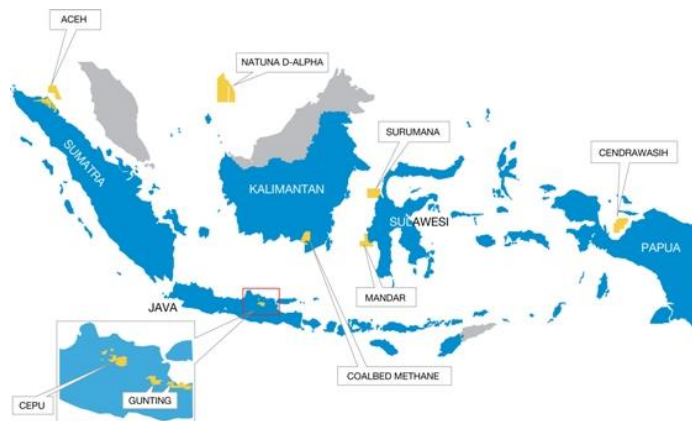 ACEH
NATUNA D-ALPHA
SURUMANA
CENDRAWASIH
SUMATRA
KALIMANTAN
SULAWESI
PAPUA
MANDAR
JAVA
COALBED METHANE
CEPU
GUNTING